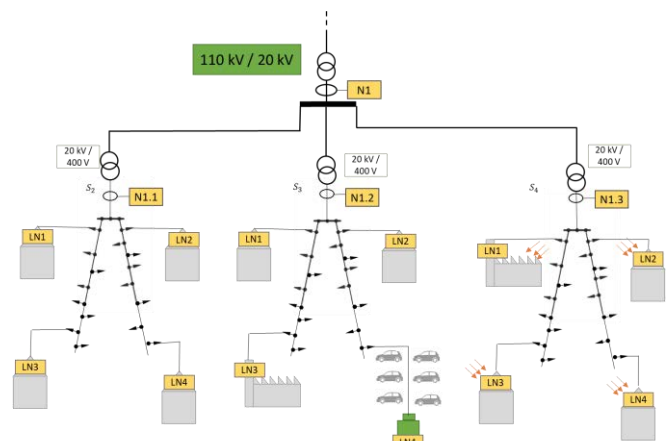 110 kV / 20 kV
N1
20 kV /
400 V
20 kV /
400 V
20 kV /
400 V
S₂
N1.1
S₃
N1.2
S₄
N1.3
LN1
LN2
LN1
LN2
LN1
LN2
LN3
LN4
LN3
LN4
LN3
LN4